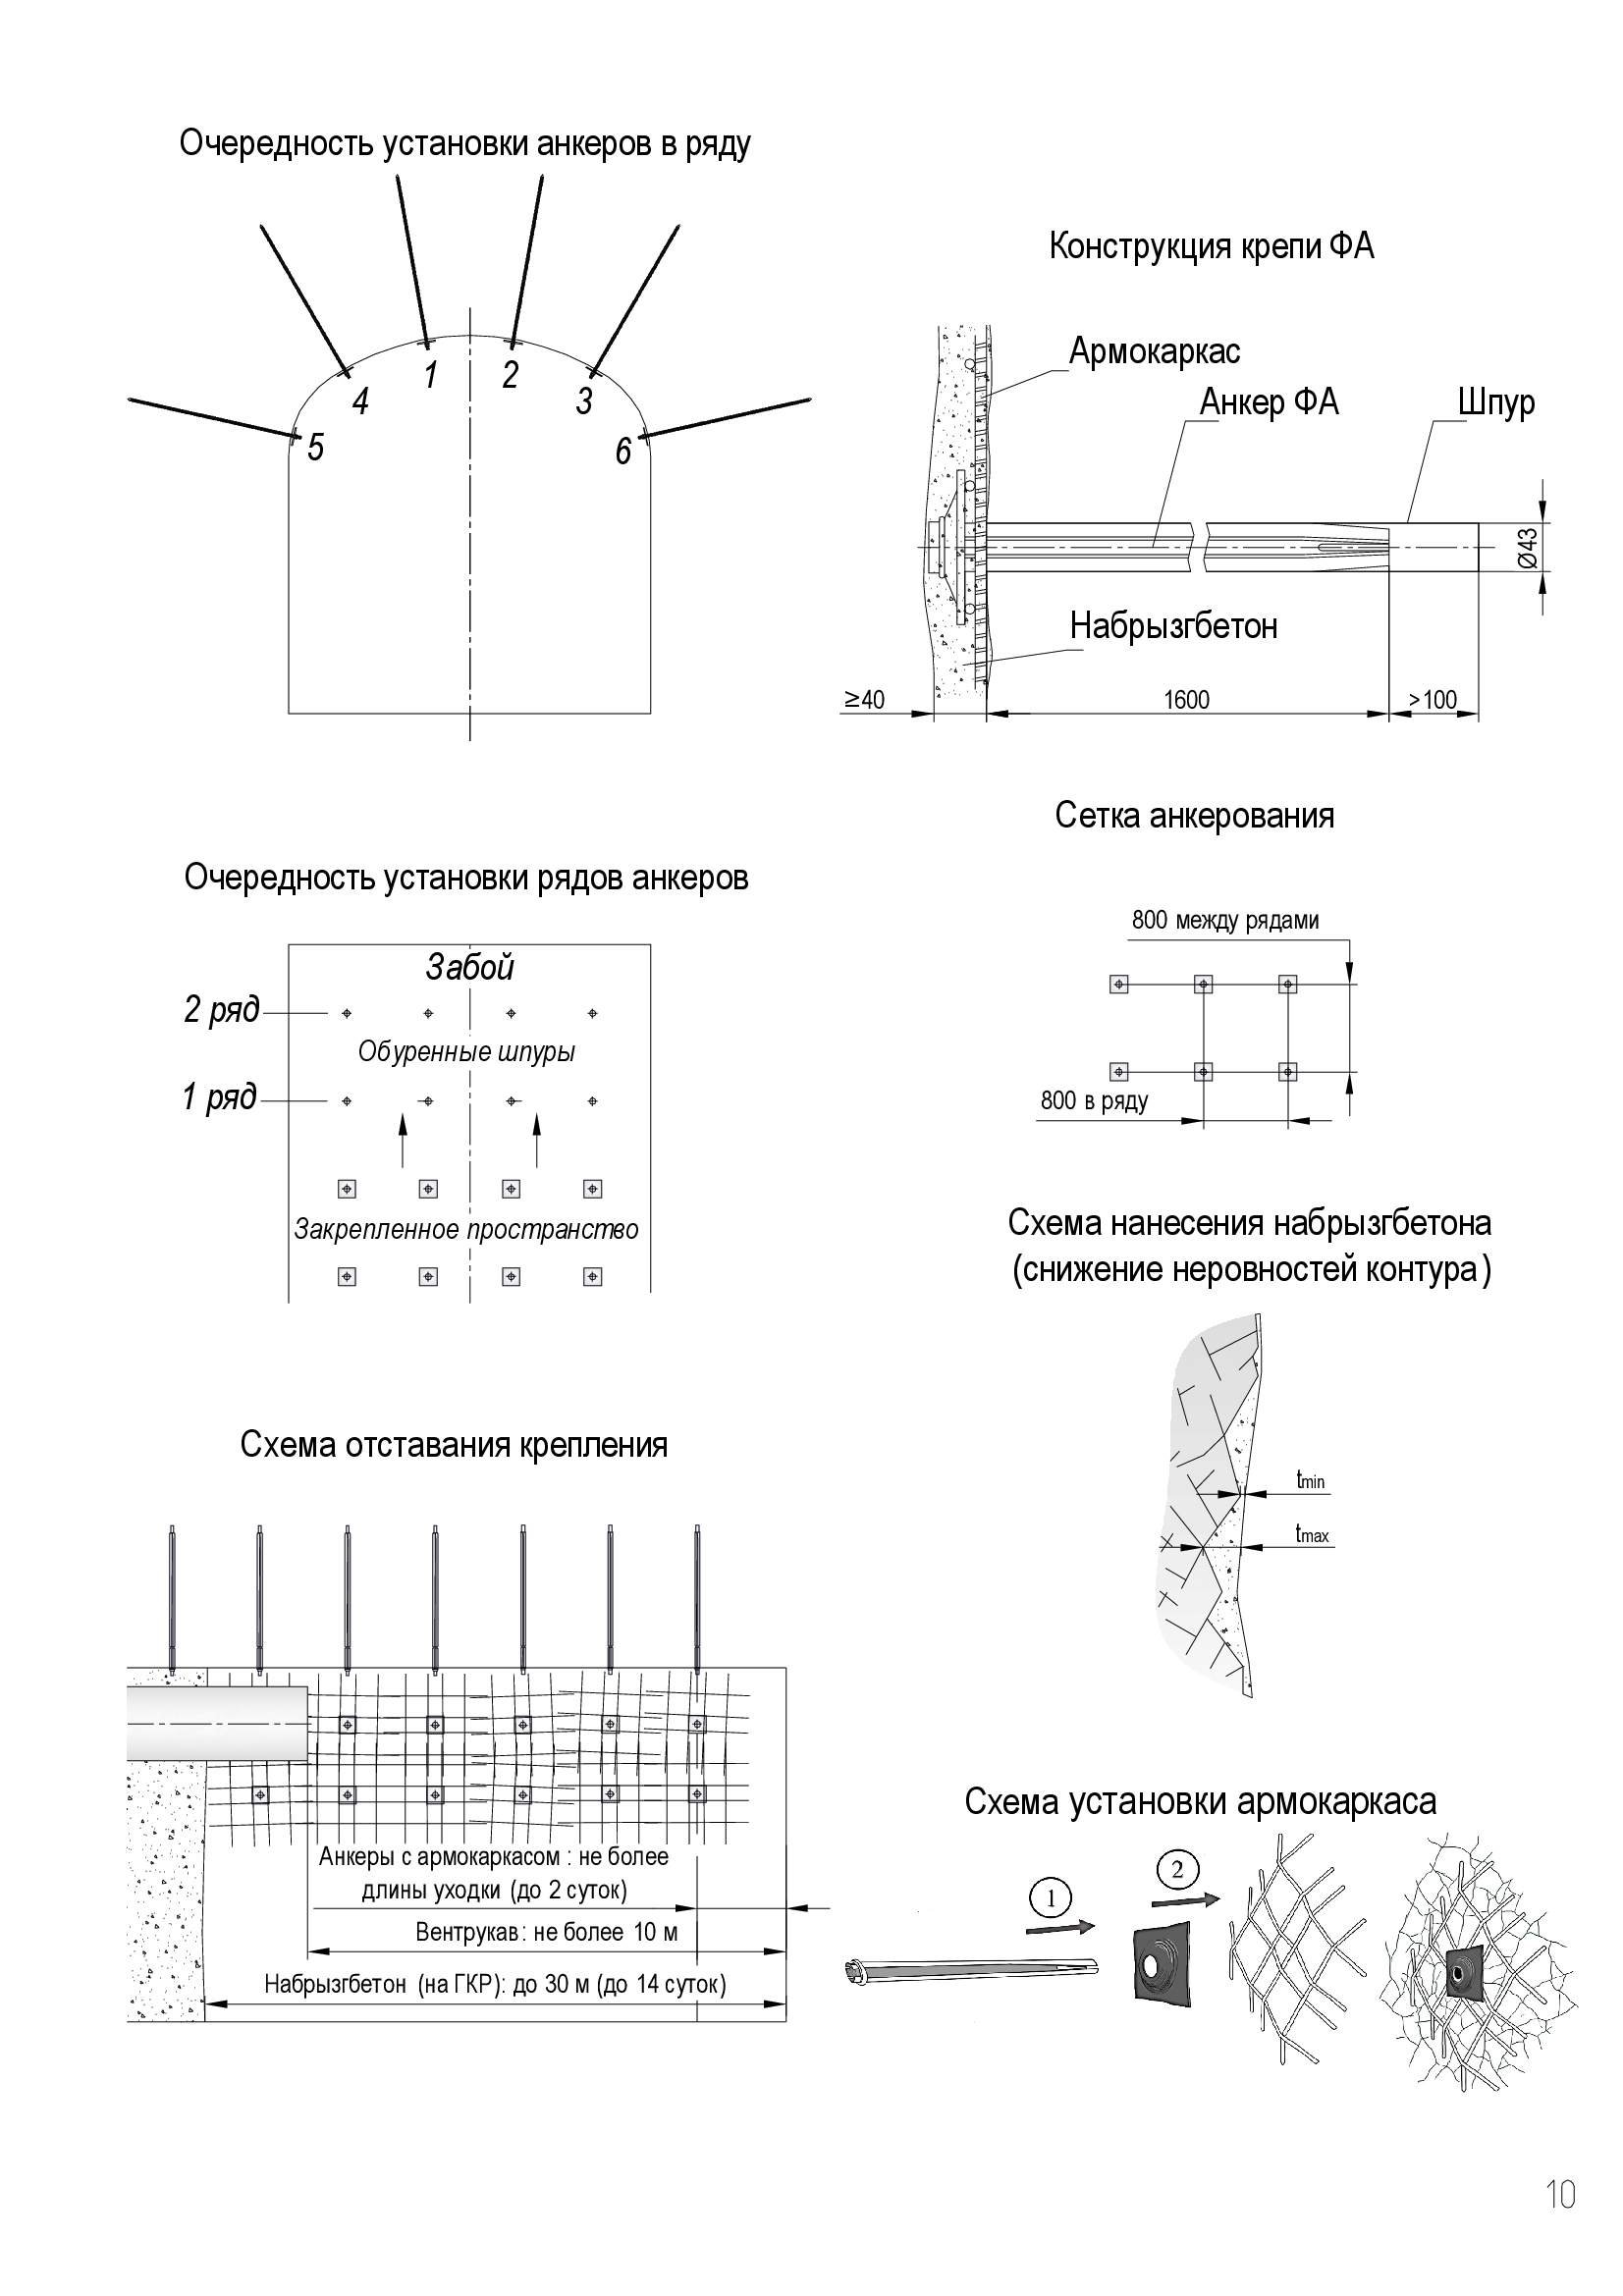 Очередность установки анкеров в ряду
1
2
3
4
5
6
Конструкция крепи ФА
Армокаркас
Анкер ФА
Шпур
Ø43
Набрызгбетон
≥40
1600
>100
Сетка анкерования
800 между рядами
800 в ряду
Очередность установки рядов анкеров
Забой
2 ряд
Обуренные шпуры
1 ряд
Закрепленное пространство
Схема нанесения набрызгбетона
(снижение неровностей контура)
tmin
tmax
Схема отставания крепления
Анкеры с армокаркасом : не более
длины уходки (до 2 суток)
Вентрукав: не более 10 м
Набрызгбетон (на ГКР): до 30 м (до 14 суток)
Схема установки армокаркаса
1
2
10